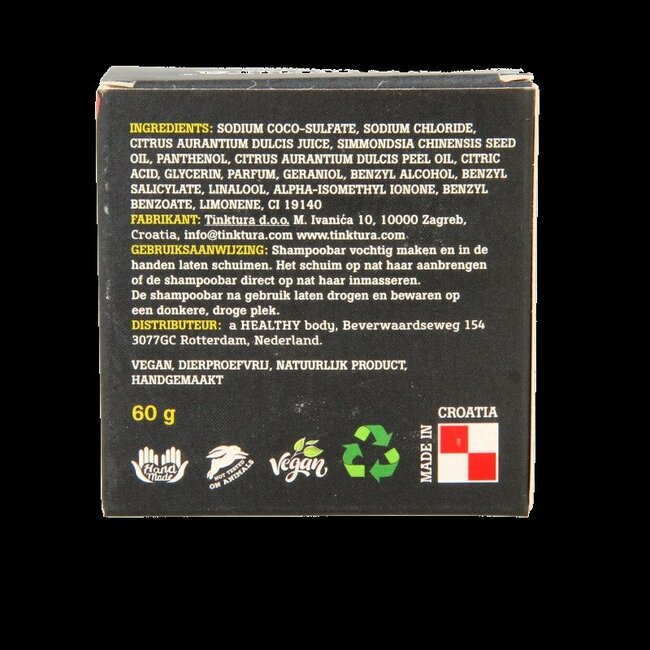 INGREDIENTS: SODIUM COCO-SULFATE, SODIUM CHLORIDE,
CITRUS AURANTIUM DULCIS JUICE, SIMMONDSIA CHINENSIS SEED
OIL, PANTHENOL, CITRUS AURANTIUM DULCIS PEEL OIL, CITRIC
ACID, GLYCERIN, PARFUM, GERANIOL, BENZYL ALCOHOL, BENZYL
SALICYLATE, LINALOOL, ALPHA-ISOMETHYL IONONE, BENZYL
BENZOATE, LIMONENE, CI 19140
FABRIKANT: Tinktura d.o.o. M. Ivanića 10, 10000 Zagreb,
Croatia, info@tinktura.com www.tinktura.com
GEBRUIKSAANWIJZING: Shampoobar vochtig maken en in de
handen laten schuimen. Het schuim op nat haar aanbrengen
of de shampoobar direct op nat haar inmasseren.
De shampoobar na gebruik laten drogen en bewaren op
een donkere, droge plek.
DISTRIBUTEUR: a HEALTHY body, Beverwaardseweg 154
3077GC Rotterdam, Nederland.
VEGAN, DIERPROEFVRIJ, NATUURLIJK PRODUCT,
HANDGEMAAKT
60 g
Hand
Made
NOT TESTED
ON ANIMALS
Vegan
MADE IN
CROATIA